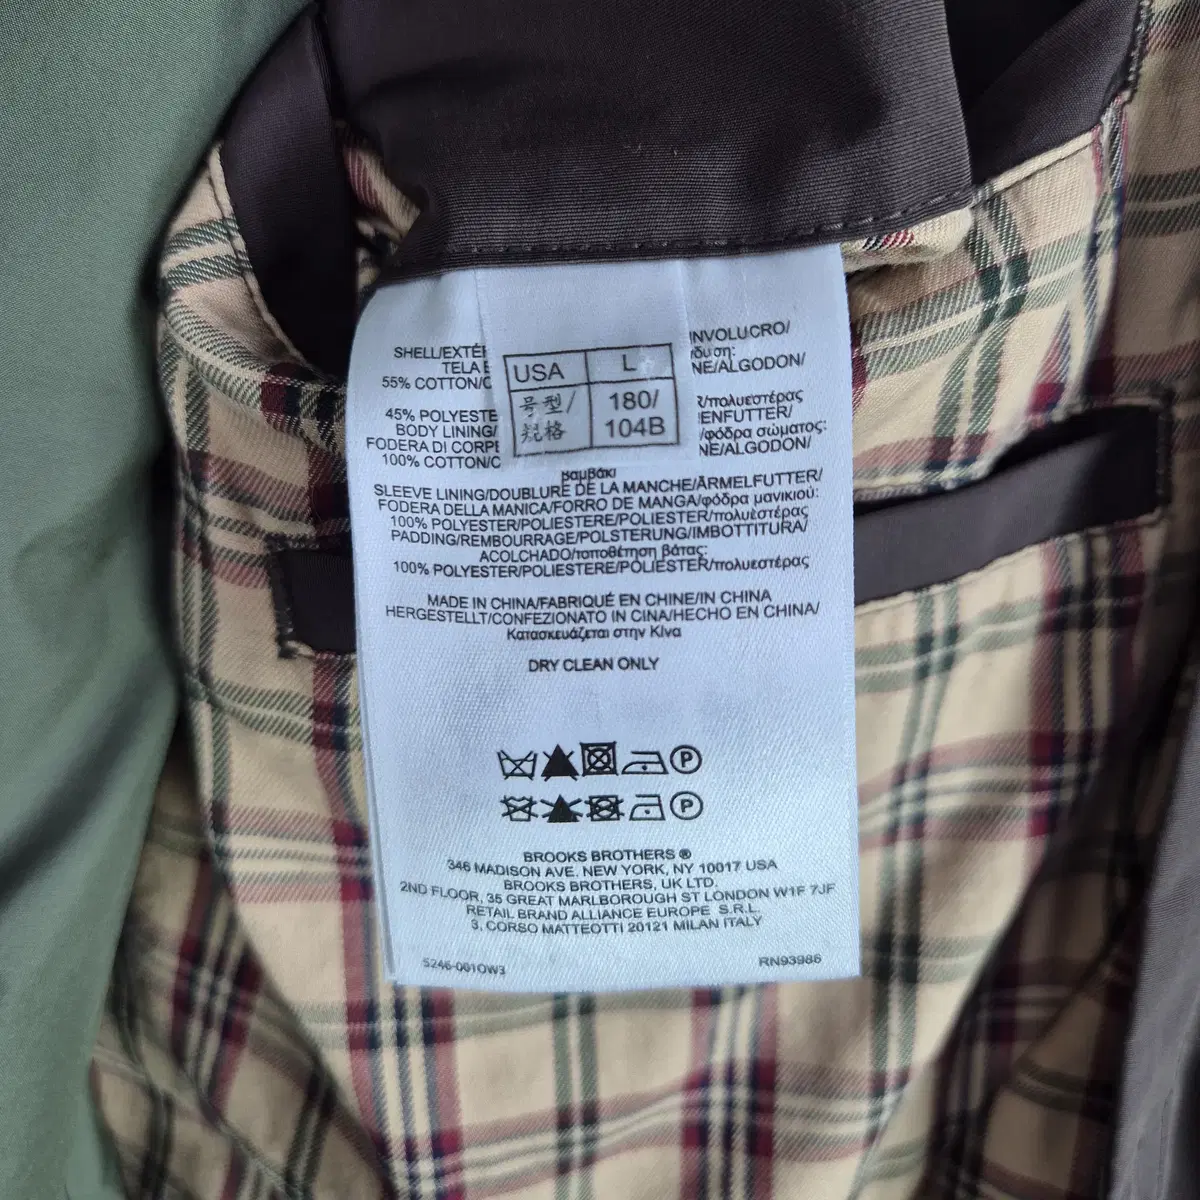 SHELL/EXTÉ
INVOLUCRO/
TELA E
55% COTTON/C
NE/ALGODON/
45% POLYESTE
R/πολυεστέρας
BODY LINING/
ENFUTTER/
FODERA DI CORPE
/φόδρα σώματος:
100% COTTON/C
NE/ALGODON/
USA L
号型/ 180/
规格 104B
βαμβάκι
SLEEVE LINING/DOUBLURE DE LA MANCHE/ÄRMELFUTTER/
FODERA DELLA MANICA/FORRO DE MANGA/φόδρα μανικιού:
100% POLYESTER/POLIESTERE/POLIESTER/πολυέστερας
PADDING/REMBOURRAGE/POLSTERUNG/IMBOTTITURA/
ACOLCHADO/τοποθέτηση βάτας:
100% POLYESTER/POLIESTERE/POLIESTER/πολυεστέρας
MADE IN CHINA/FABRIQUÉ EN CHINE/IN CHINA
HERGESTELLT/CONFEZIONATO IN CINA/HECHO EN CHINA/
Κατασκευάζεται στην Κίνα
DRY CLEAN ONLY
P
P
BROOKS BROTHERS ®
346 MADISON AVE. NEW YORK, NY 10017 USA
BROOKS BROTHERS, UK LTD.
2ND FLOOR, 35 GREAT MARLBOROUGH ST LONDON W1F 7JF
RETAIL BRAND ALLIANCE EUROPE S.R.L.
3, CORSO MATTEOTTI 20121 MILAN ITALY
5246-001OW3 RN93986